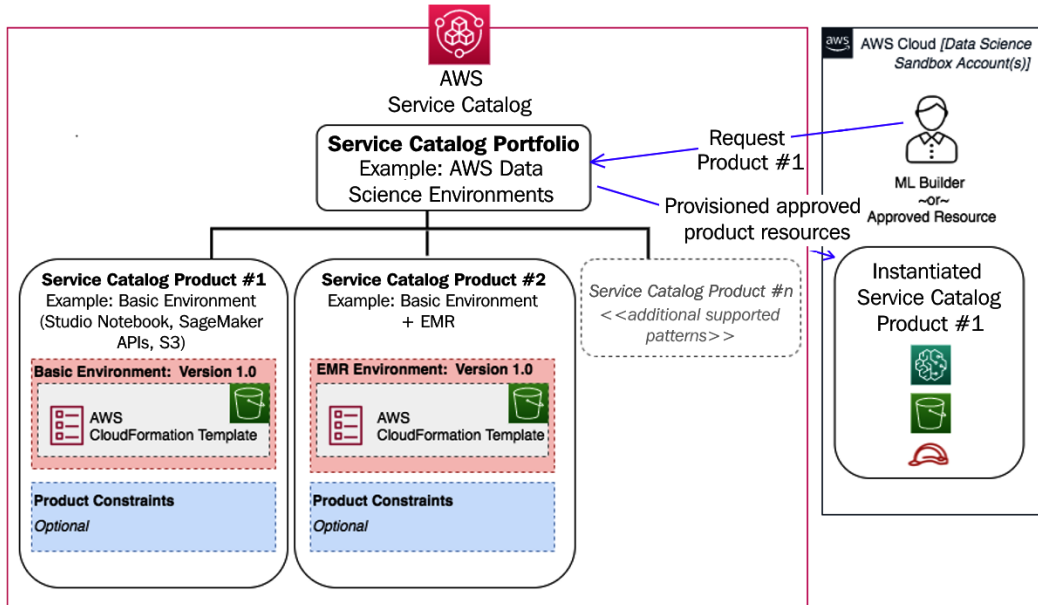 AWS
Service Catalog
Service Catalog Portfolio
Example: AWS Data
Science Environments
Request
Product #1
Provisioned approved
product resources
aws
AWS Cloud [Data Science
Sandbox Account(s)]
ML Builder
~or~
Approved Resource
Instantiated
Service Catalog
Product #1
Service Catalog Product #1
Example: Basic Environment
(Studio Notebook, SageMaker
APIs, S3)
Basic Environment: Version 1.0
AWS
CloudFormation Template
Product Constraints
Optional
Service Catalog Product #2
Example: Basic Environment
+ EMR
EMR Environment: Version 1.0
AWS
CloudFormation Template
Product Constraints
Optional
Service Catalog Product #n
<<additional supported
patterns>>